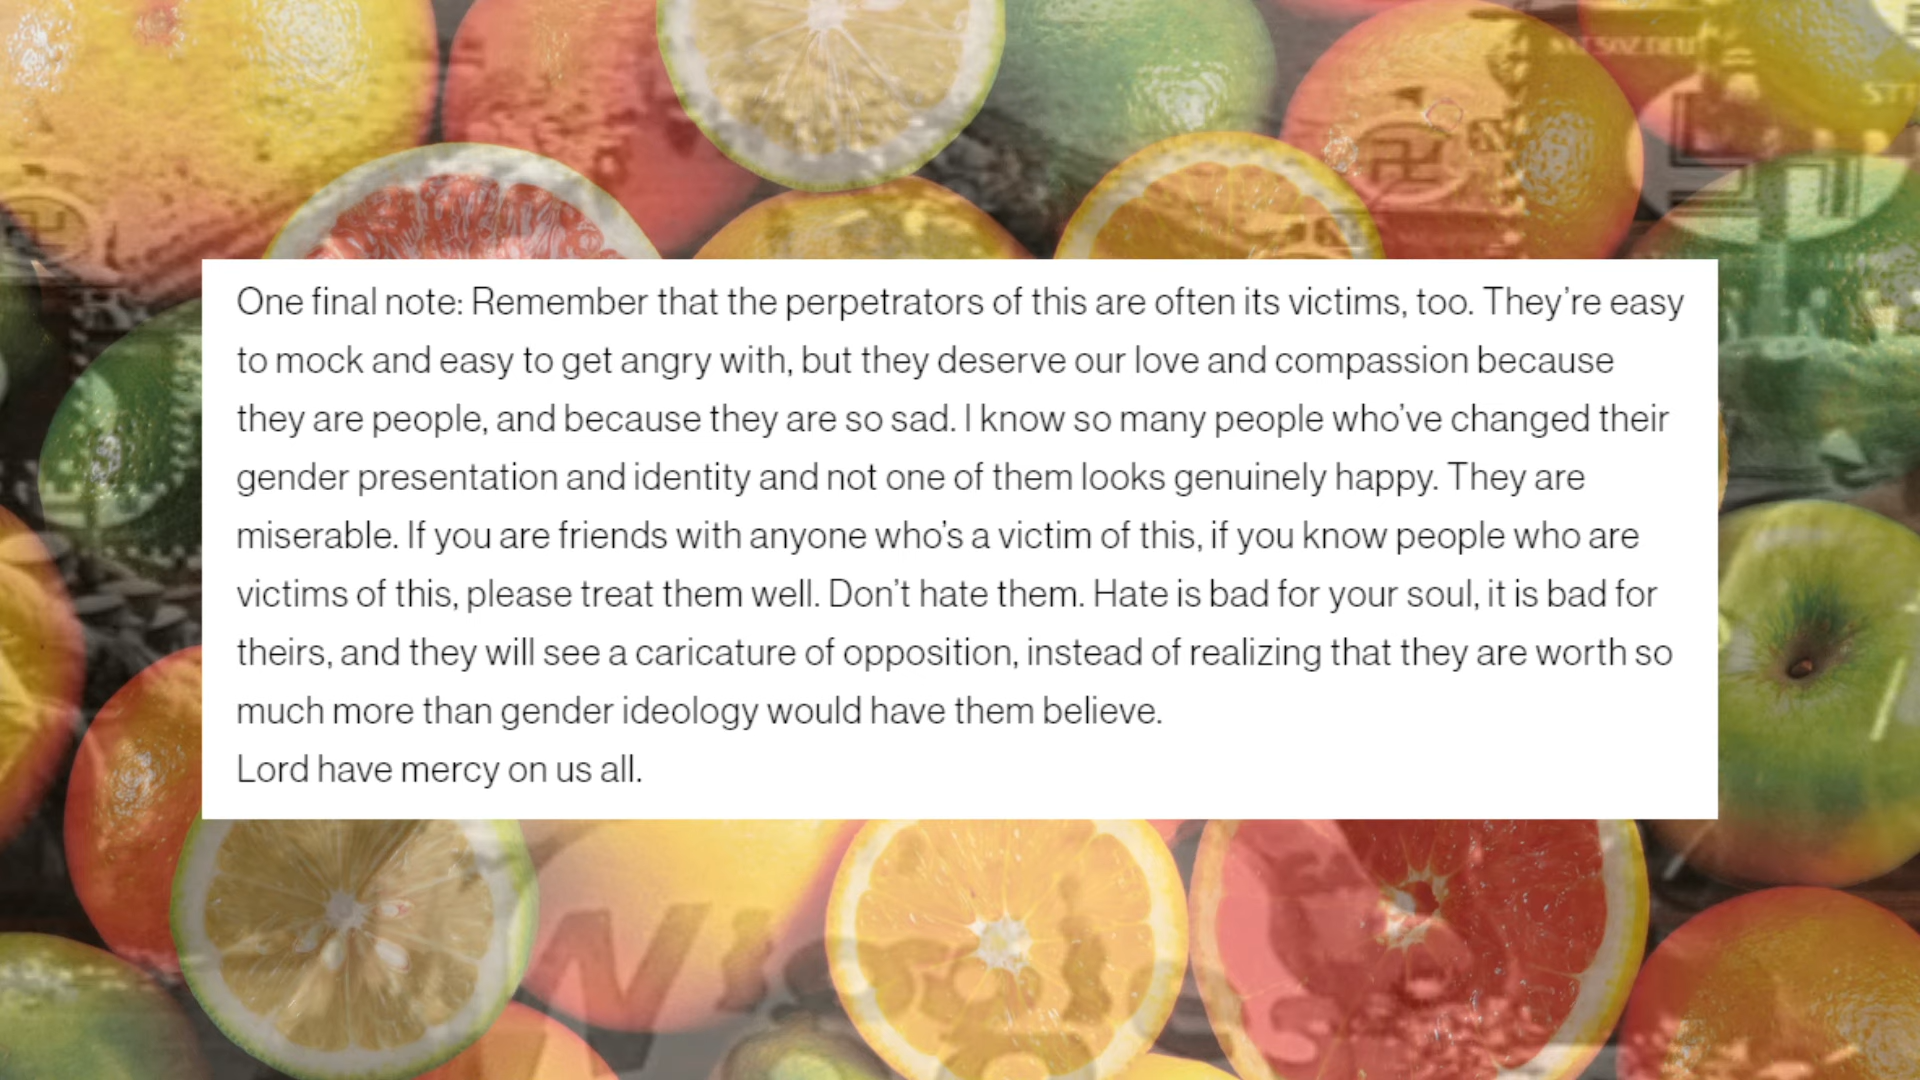 NAT.SOZ.DEU
One final note: Remember that the perpetrators of this are often its victims, too. They’re easy
to mock and easy to get angry with, but they deserve our love and compassion because
they are people, and because they are so sad. I know so many people who’ve changed their
gender presentation and identity and not one of them looks genuinely happy. They are
miserable. If you are friends with anyone who’s a victim of this, if you know people who are
victims of this, please treat them well. Don’t hate them. Hate is bad for your soul, it is bad for
theirs, and they will see a caricature of opposition, instead of realizing that they are worth so
much more than gender ideology would have them believe.
Lord have mercy on us all.